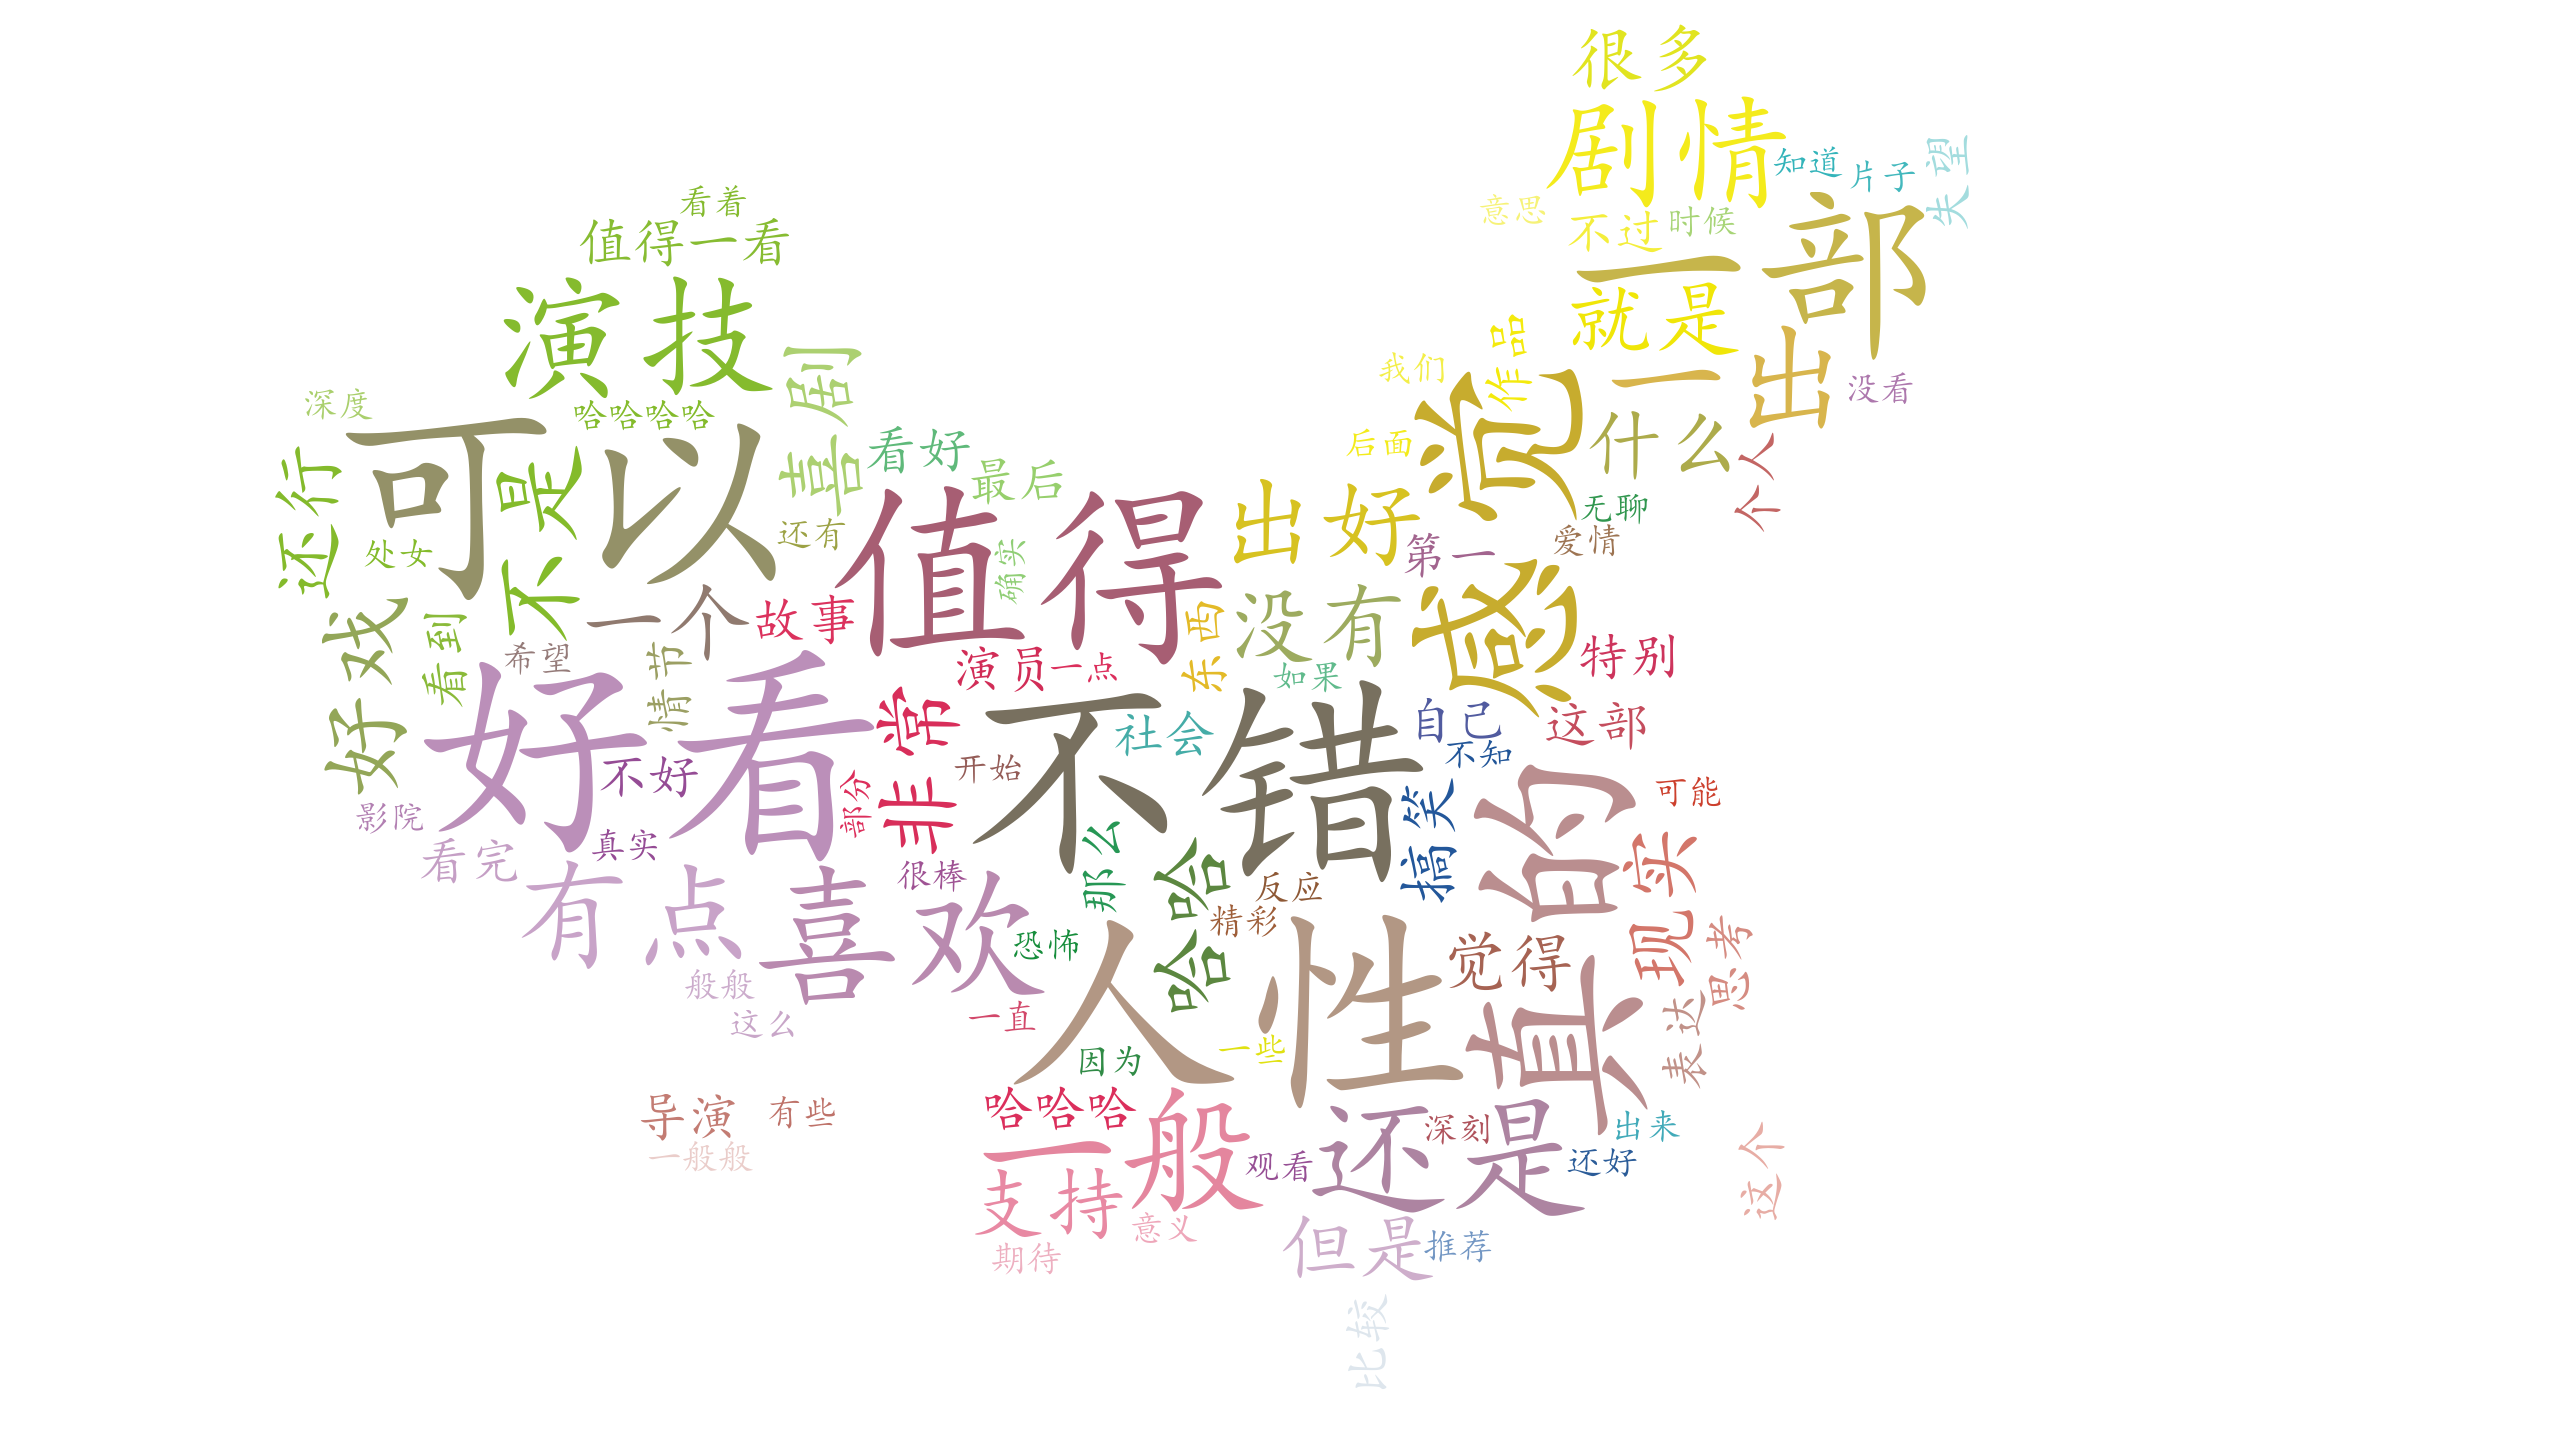 很多
剧情
知道
片子
失望
意思
不过
时候
一部
看着
值得一看
演技
就是
作品
一出
我们
没看
喜剧
深度
哈哈哈哈
可以
什么
感觉
后面
看好
个人
还行
不是
最后
出好
值得
无聊
还有
第一
爱情
处女
确实
没有
一个
故事
好戏
看到
东西
希望
情节
演员
一点
如果
特别
好看
非常
不错
社会
自己
这部
不知
不好
开始
部分
搞笑
真的
可能
影院
真实
看完
那么
哈哈
现实
有点
喜欢
很棒
反应
精彩
人性
恐怖
觉得
思考
般般
这么
一直
一些
因为
表达
导演
有些
哈哈哈
一般
还是
深刻
出来
一般般
观看
还好
这个
支持
意义
期待
但是
推荐
比较